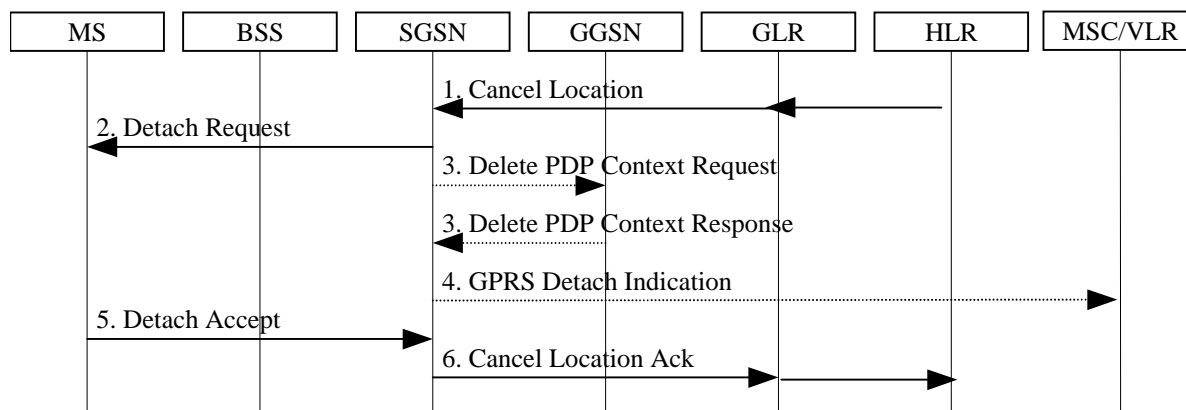 MS BSS SGSN GGSN GLR HLR MSC/VLR
1. Cancel Location
2. Detach Request
3. Delete PDP Context Request
3. Delete PDP Context Response
4. GPRS Detach Indication
5. Detach Accept
6. Cancel Location Ack